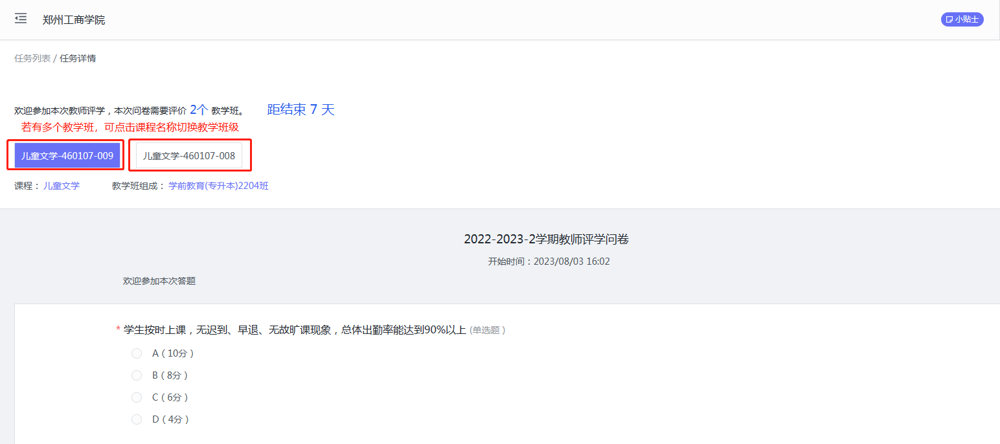 郑州工商学院
小贴士
任务列表 / 任务详情
欢迎参加本次教师评学，本次问卷需要评价 2个 教学班。 距结束 7 天
若有多个教学班，可点击课程名称切换教学班级
儿童文学-460107-009 儿童文学-460107-008
课程： 儿童文学 教学班组成： 学前教育(专升本)2204班
2022-2023-2学期教师评学问卷
开始时间：2023/08/03 16:02
欢迎参加本次答题
* 学生按时上课，无迟到、早退、无故旷课现象，总体出勤率能达到90%以上 (单选题 )
A（10分）
B（8分）
C（6分）
D（4分）